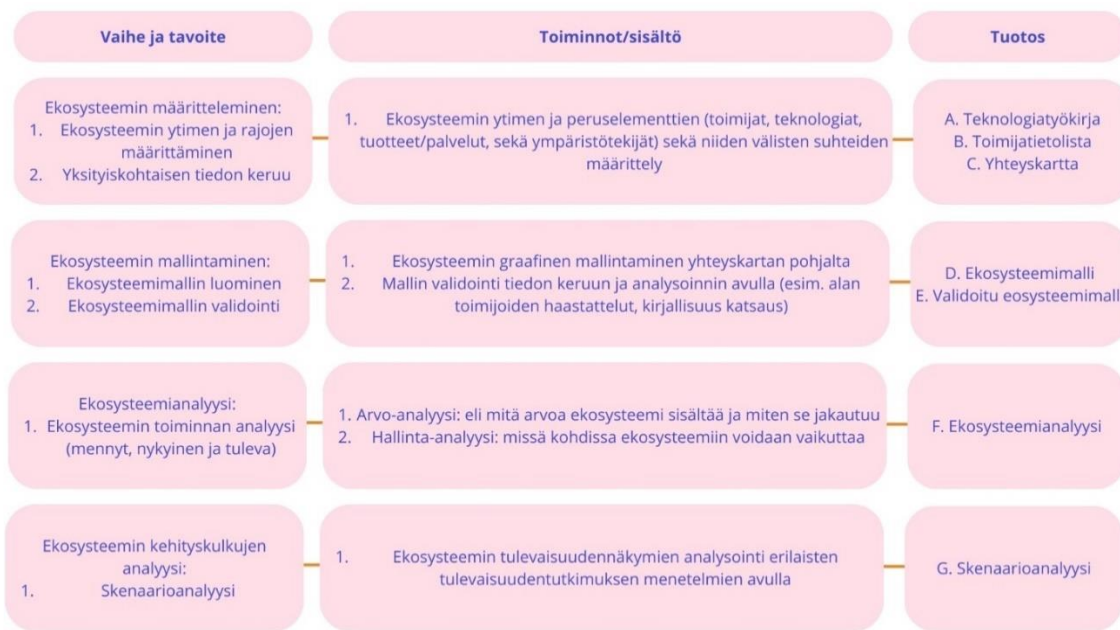 Vaihe ja tavoite
Toiminnot/sisältö
Tuotos
Ekosysteemin määritteleminen:
1. Ekosysteemin ytimen ja rajojen
määrittäminen
2. Yksityiskohtaisen tiedon keruu
1. Ekosysteemin ytimen ja peruselementtien (toimijat, teknologiat,
tuotteet/palvelut, sekä ympäristötekijät) sekä niiden välisten suhteiden
määrittely
A. Teknologiatyökirja
B. Toimijatietolista
C. Yhteyskartta
Ekosysteemin mallintaminen:
1. Ekosysteemimallin luominen
2. Ekosysteemimallin validointi
1. Ekosysteemin graafinen mallintaminen yhteyskartan pohjalta
2. Mallin validointi tiedon keruun ja analysoinnin avulla (esim. alan
toimijoiden haastattelut, kirjallisuus katsaus)
D. Ekosysteemimalli
E. Validoitu eosysteemimall
Ekosysteemianalyysi:
1. Ekosysteemin toiminnan analyysi
(mennyt, nykyinen ja tuleva)
1. Arvo-analyysi: eli mitä arvoa ekosysteemi sisältää ja miten se jakautuu
2. Hallinta-analyysi: missä kohdissa ekosysteemiin voidaan vaikuttaa
F. Ekosysteemianalyysi
Ekosysteemin kehityskulkujen
analyysi:
1. Skenaarioanalyysi
1. Ekosysteemin tulevaisuudennäkymien analysointi erilaisten
tulevaisuudentutkimuksen menetelmien avulla
G. Skenaarioanalyysi